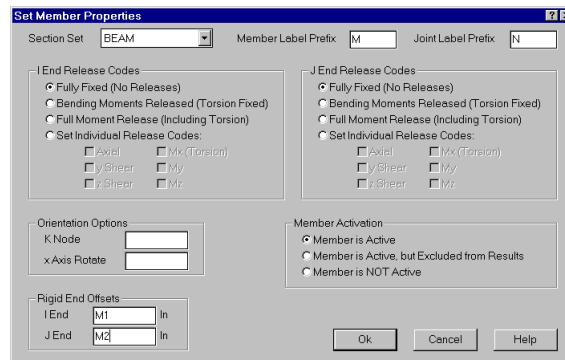 Set Member Properties
Section Set BEAM Member Label Prefix M Joint Label Prefix N
I End Release Codes
Fully Fixed (No Releases)
Bending Moments Released (Torsion Fixed)
Full Moment Release (Including Torsion)
Set Individual Release Codes:
Axial Mx (Torsion)
y Shear My
z Shear Mz
J End Release Codes
Fully Fixed (No Releases)
Bending Moments Released (Torsion Fixed)
Full Moment Release (Including Torsion)
Set Individual Release Codes:
Axial Mx (Torsion)
y Shear My
z Shear Mz
Orientation Options
K Node
x Axis Rotate
Member Activation
Member is Active
Member is Active, but Excluded from Results
Member is NOT Active
Rigid End Offsets
I End M1 In
J End M2 In
Ok Cancel Help